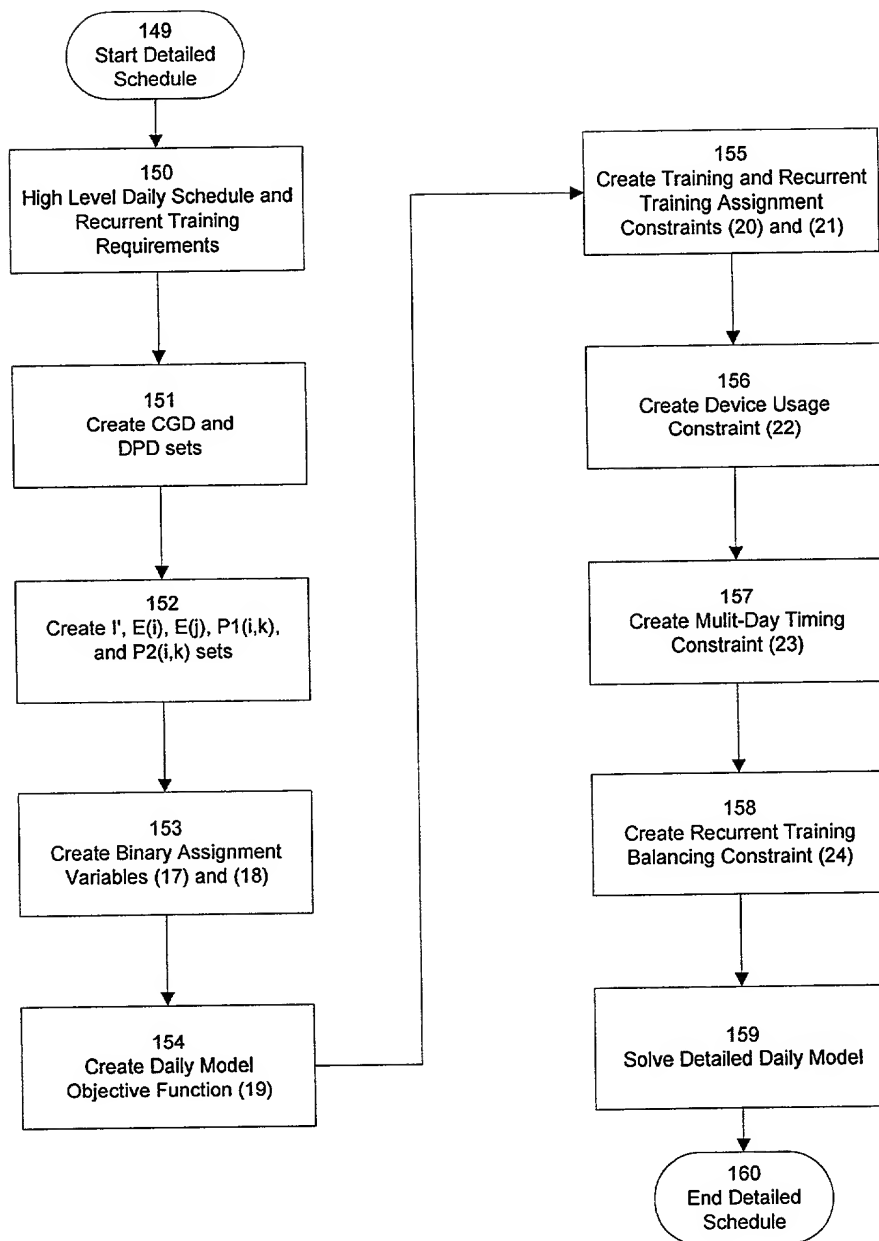 149
Start Detailed
Schedule
150
High Level Daily Schedule and
Recurrent Training
Requirements
151
Create CGD and
DPD sets
152
Create I', E(i), E(j), P1(i,k),
and P2(i,k) sets
153
Create Binary Assignment
Variables (17) and (18)
154
Create Daily Model
Objective Function (19)
155
Create Training and Recurrent
Training Assignment
Constraints (20) and (21)
156
Create Device Usage
Constraint (22)
157
Create Mulit-Day Timing
Constraint (23)
158
Create Recurrent Training
Balancing Constraint (24)
159
Solve Detailed Daily Model
160
End Detailed
Schedule